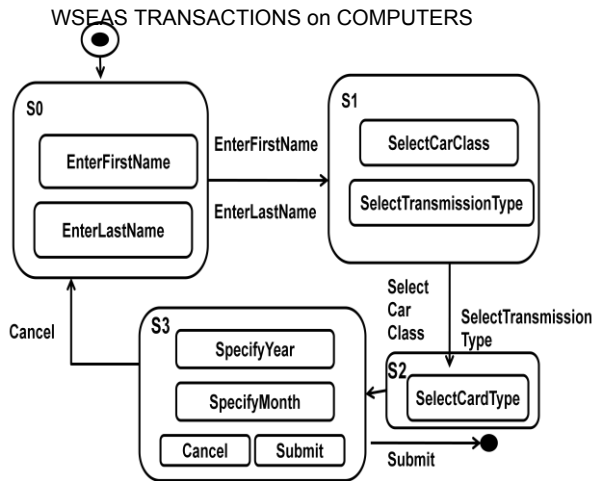 WSEAS TRANSACTIONS on COMPUTERS
S0
EnterFirstName
EnterLastName
EnterFirstName
EnterLastName
S1
SelectCarClass
SelectTransmissionType
Select
Car
Class
SelectTransmission
Type
S2
SelectCardType
S3
SpecifyYear
SpecifyMonth
Cancel
Submit
Cancel
Submit